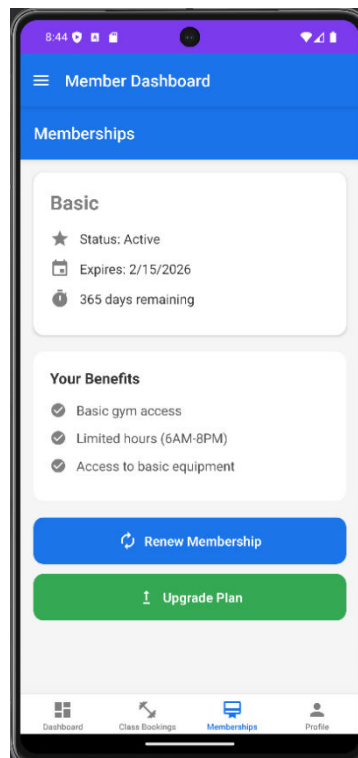 8:44
Member Dashboard
Memberships
Basic
Status: Active
Expires: 2/15/2026
365 days remaining
Your Benefits
Basic gym access
Limited hours (6AM-8PM)
Access to basic equipment
Renew Membership
Upgrade Plan
Dashboard
Class Bookings
Memberships
Profile